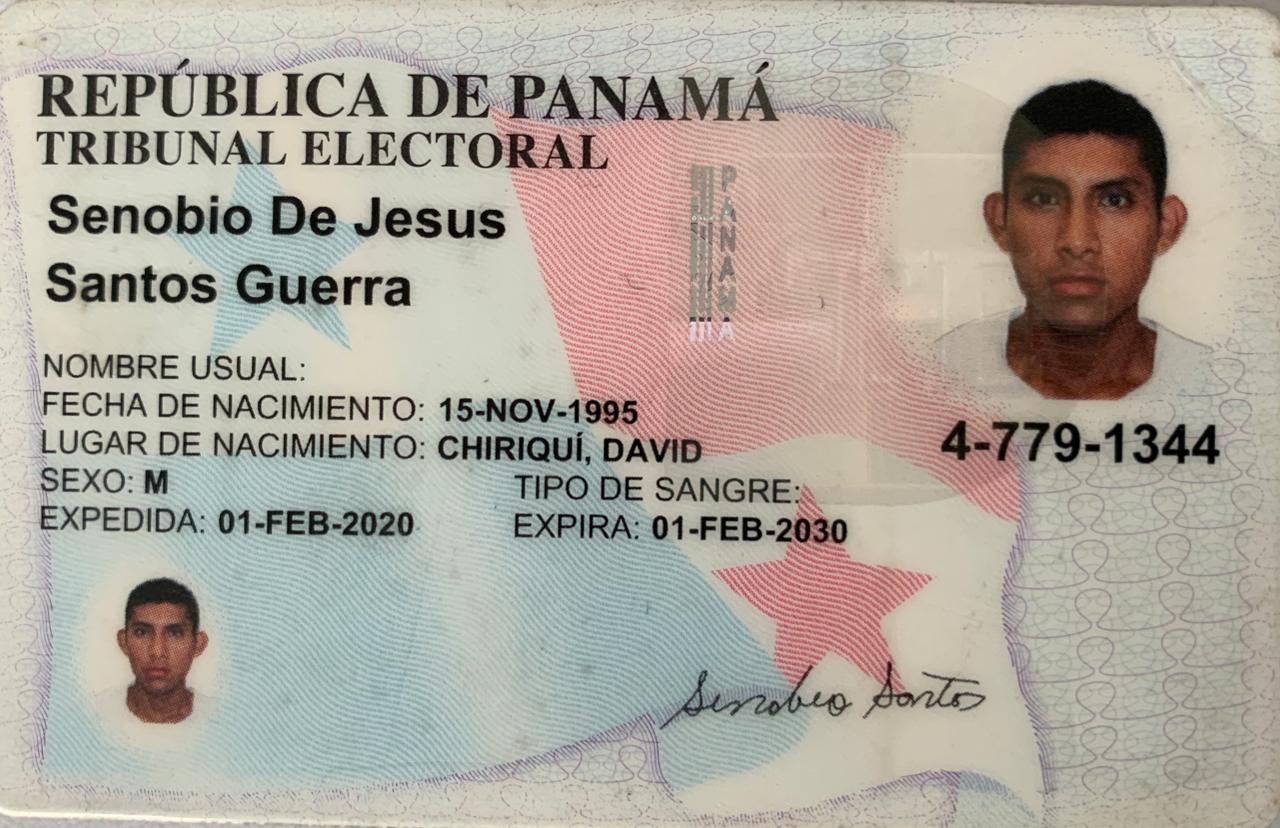 REPÚBLICA DE PANAMÁ
TRIBUNAL ELECTORAL
Senobio De Jesus
Santos Guerra
PANAMA
NOMBRE USUAL:
FECHA DE NACIMIENTO: 15-NOV-1995
LUGAR DE NACIMIENTO: CHIRIQUÍ, DAVID
4-779-1344
SEXO: M
TIPO DE SANGRE:
EXPEDIDA: 01-FEB-2020
EXPIRA: 01-FEB-2030
Senobio Santos